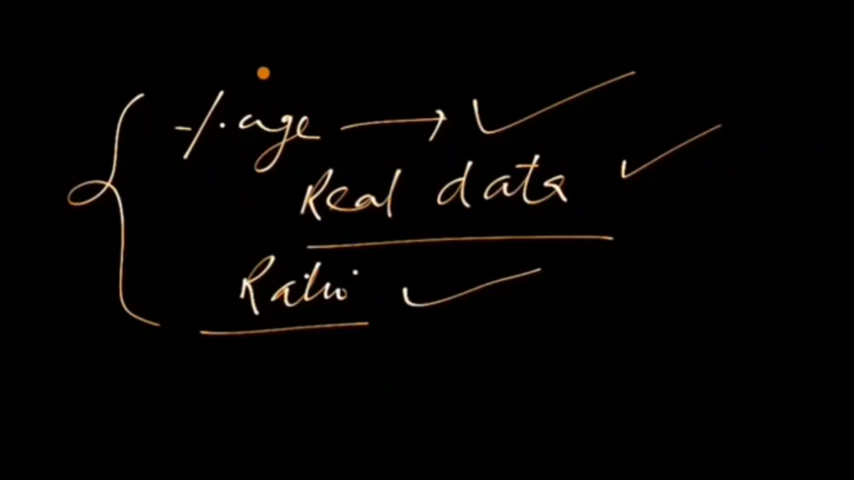 %age → ✓
Real data ✓
Ratio ✓